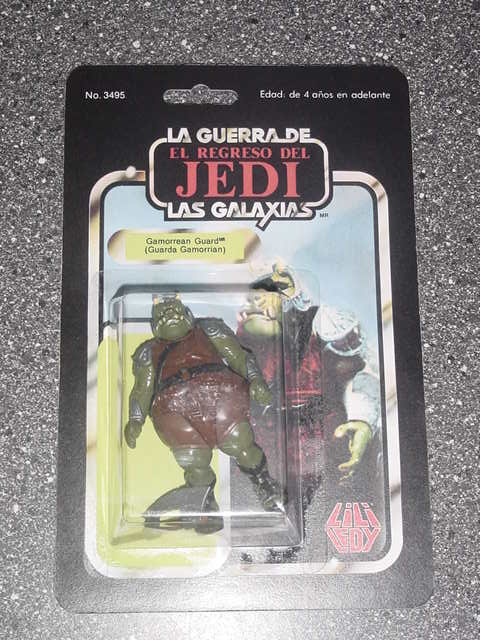 No. 3495
Edad: de 4 años en adelante
LA GUERRA DE
EL REGRESO DEL
JEDI
LAS GALAXIAS MR
Gamorrean Guard MR
(Guarda Gamorrian)
LILI
LEDY